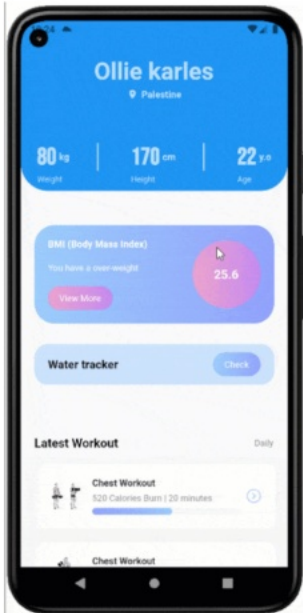 Ollie karles
Palestine
80 kg
170 cm
22 y.o
Weight
Height
Age
BMI (Body Mass Index)
You have a over-weight
25.6
View More
Water tracker
Check
Latest Workout
Daily
Chest Workout
520 Calories Burn | 20 minutes
Chest Workout